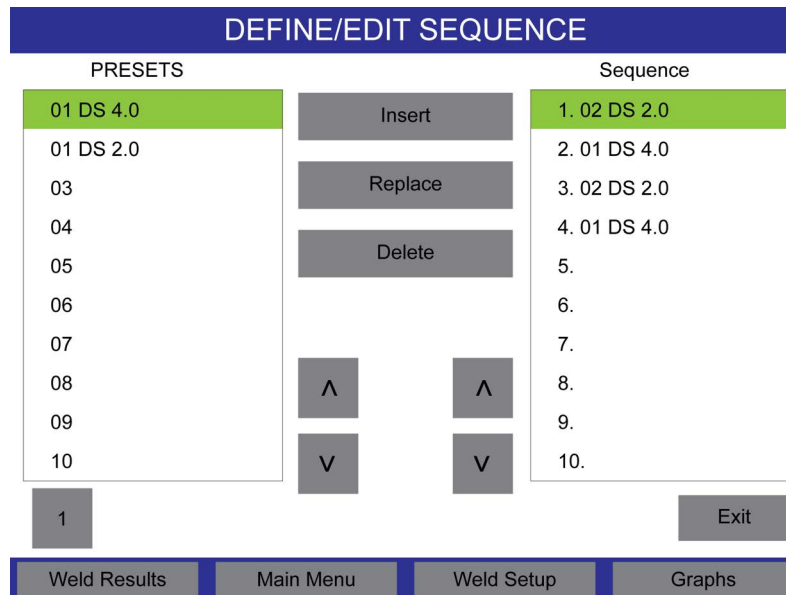 DEFINE/EDIT SEQUENCE
PRESETS
01 DS 4.0
01 DS 2.0
03
04
05
06
07
08
09
10
1
Insert
Replace
Delete
Λ
V
Λ
V
Sequence
1. 02 DS 2.0
2. 01 DS 4.0
3. 02 DS 2.0
4. 01 DS 4.0
5.
6.
7.
8.
9.
10.
Exit
Weld Results
Main Menu
Weld Setup
Graphs